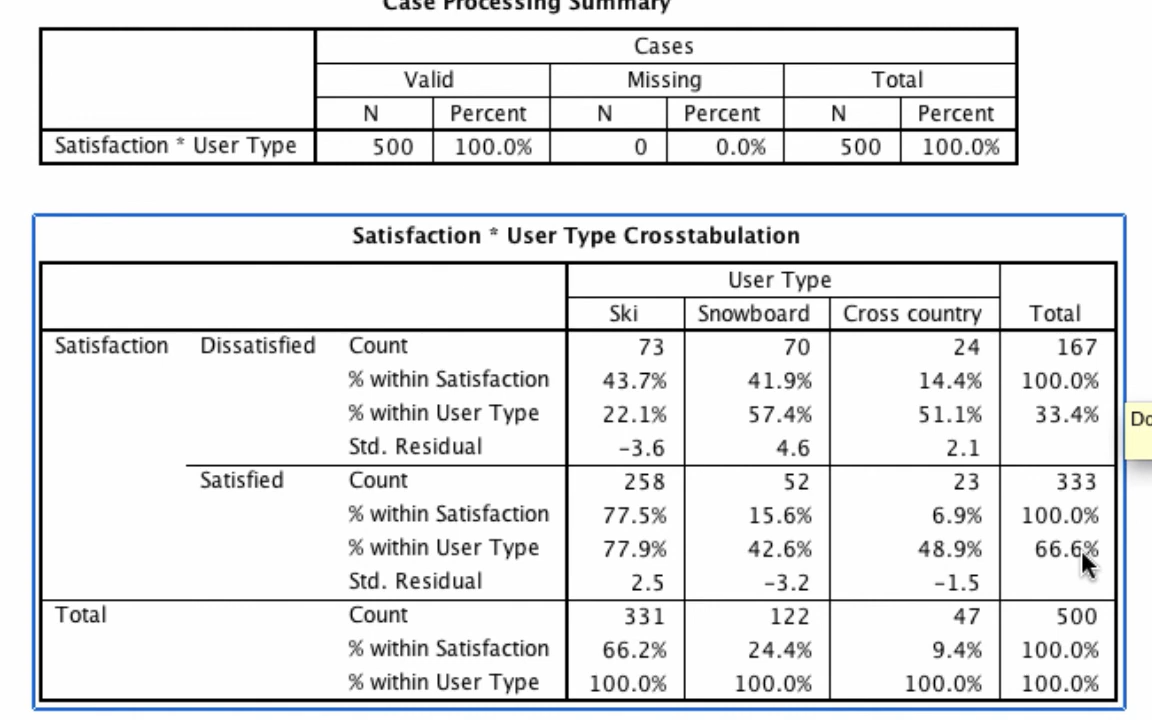 Case Processing Summary
Cases
Valid Missing Total
N Percent N Percent N Percent
Satisfaction * User Type 500 100.0% 0 0.0% 500 100.0%
Satisfaction * User Type Crosstabulation
User Type
Ski Snowboard Cross country Total
Satisfaction Dissatisfied Count 73 70 24 167
% within Satisfaction 43.7% 41.9% 14.4% 100.0%
% within User Type 22.1% 57.4% 51.1% 33.4%
Std. Residual −3.6 4.6 2.1
Satisfied Count 258 52 23 333
% within Satisfaction 77.5% 15.6% 6.9% 100.0%
% within User Type 77.9% 42.6% 48.9% 66.6%
Std. Residual 2.5 −3.2 −1.5
Total Count 331 122 47 500
% within Satisfaction 66.2% 24.4% 9.4% 100.0%
% within User Type 100.0% 100.0% 100.0% 100.0%